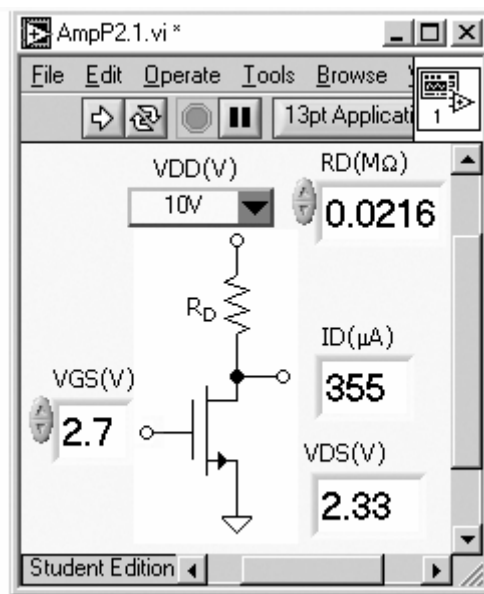 AmpP2.1.vi *
File Edit Operate Tools Browse
13pt Applicati
1
VDD(V)
10V
RD(MΩ)
0.0216
RD
ID(µA)
355
VGS(V)
2.7
VDS(V)
2.33
Student Edition